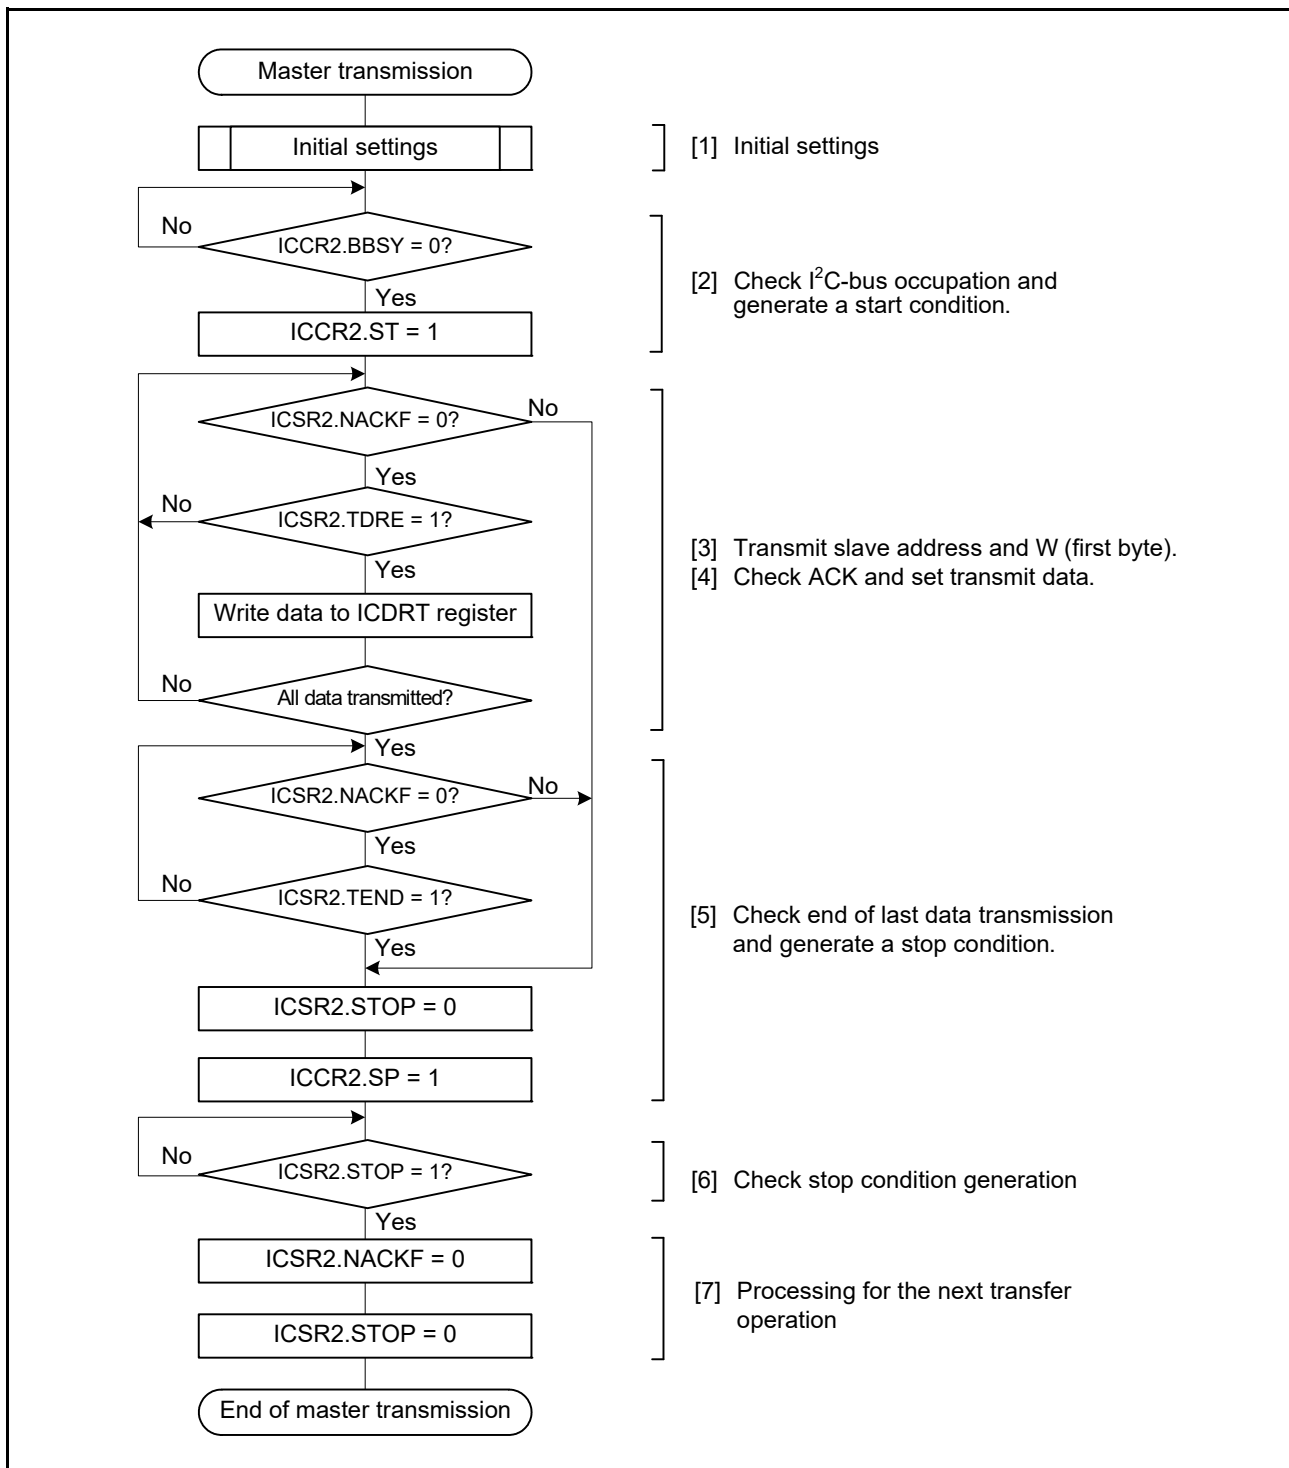 Master transmission
Initial settings
[1] Initial settings
No
ICCR2.BBSY = 0?
Yes
[2] Check I²C-bus occupation and
generate a start condition.
ICCR2.ST = 1
ICSR2.NACKF = 0?
No
Yes
No
ICSR2.TDRE = 1?
Yes
[3] Transmit slave address and W (first byte).
[4] Check ACK and set transmit data.
Write data to ICDRT register
No
All data transmitted?
Yes
ICSR2.NACKF = 0?
No
Yes
No
ICSR2.TEND = 1?
Yes
[5] Check end of last data transmission
and generate a stop condition.
ICSR2.STOP = 0
ICCR2.SP = 1
No
ICSR2.STOP = 1?
Yes
[6] Check stop condition generation
ICSR2.NACKF = 0
[7] Processing for the next transfer
operation
ICSR2.STOP = 0
End of master transmission